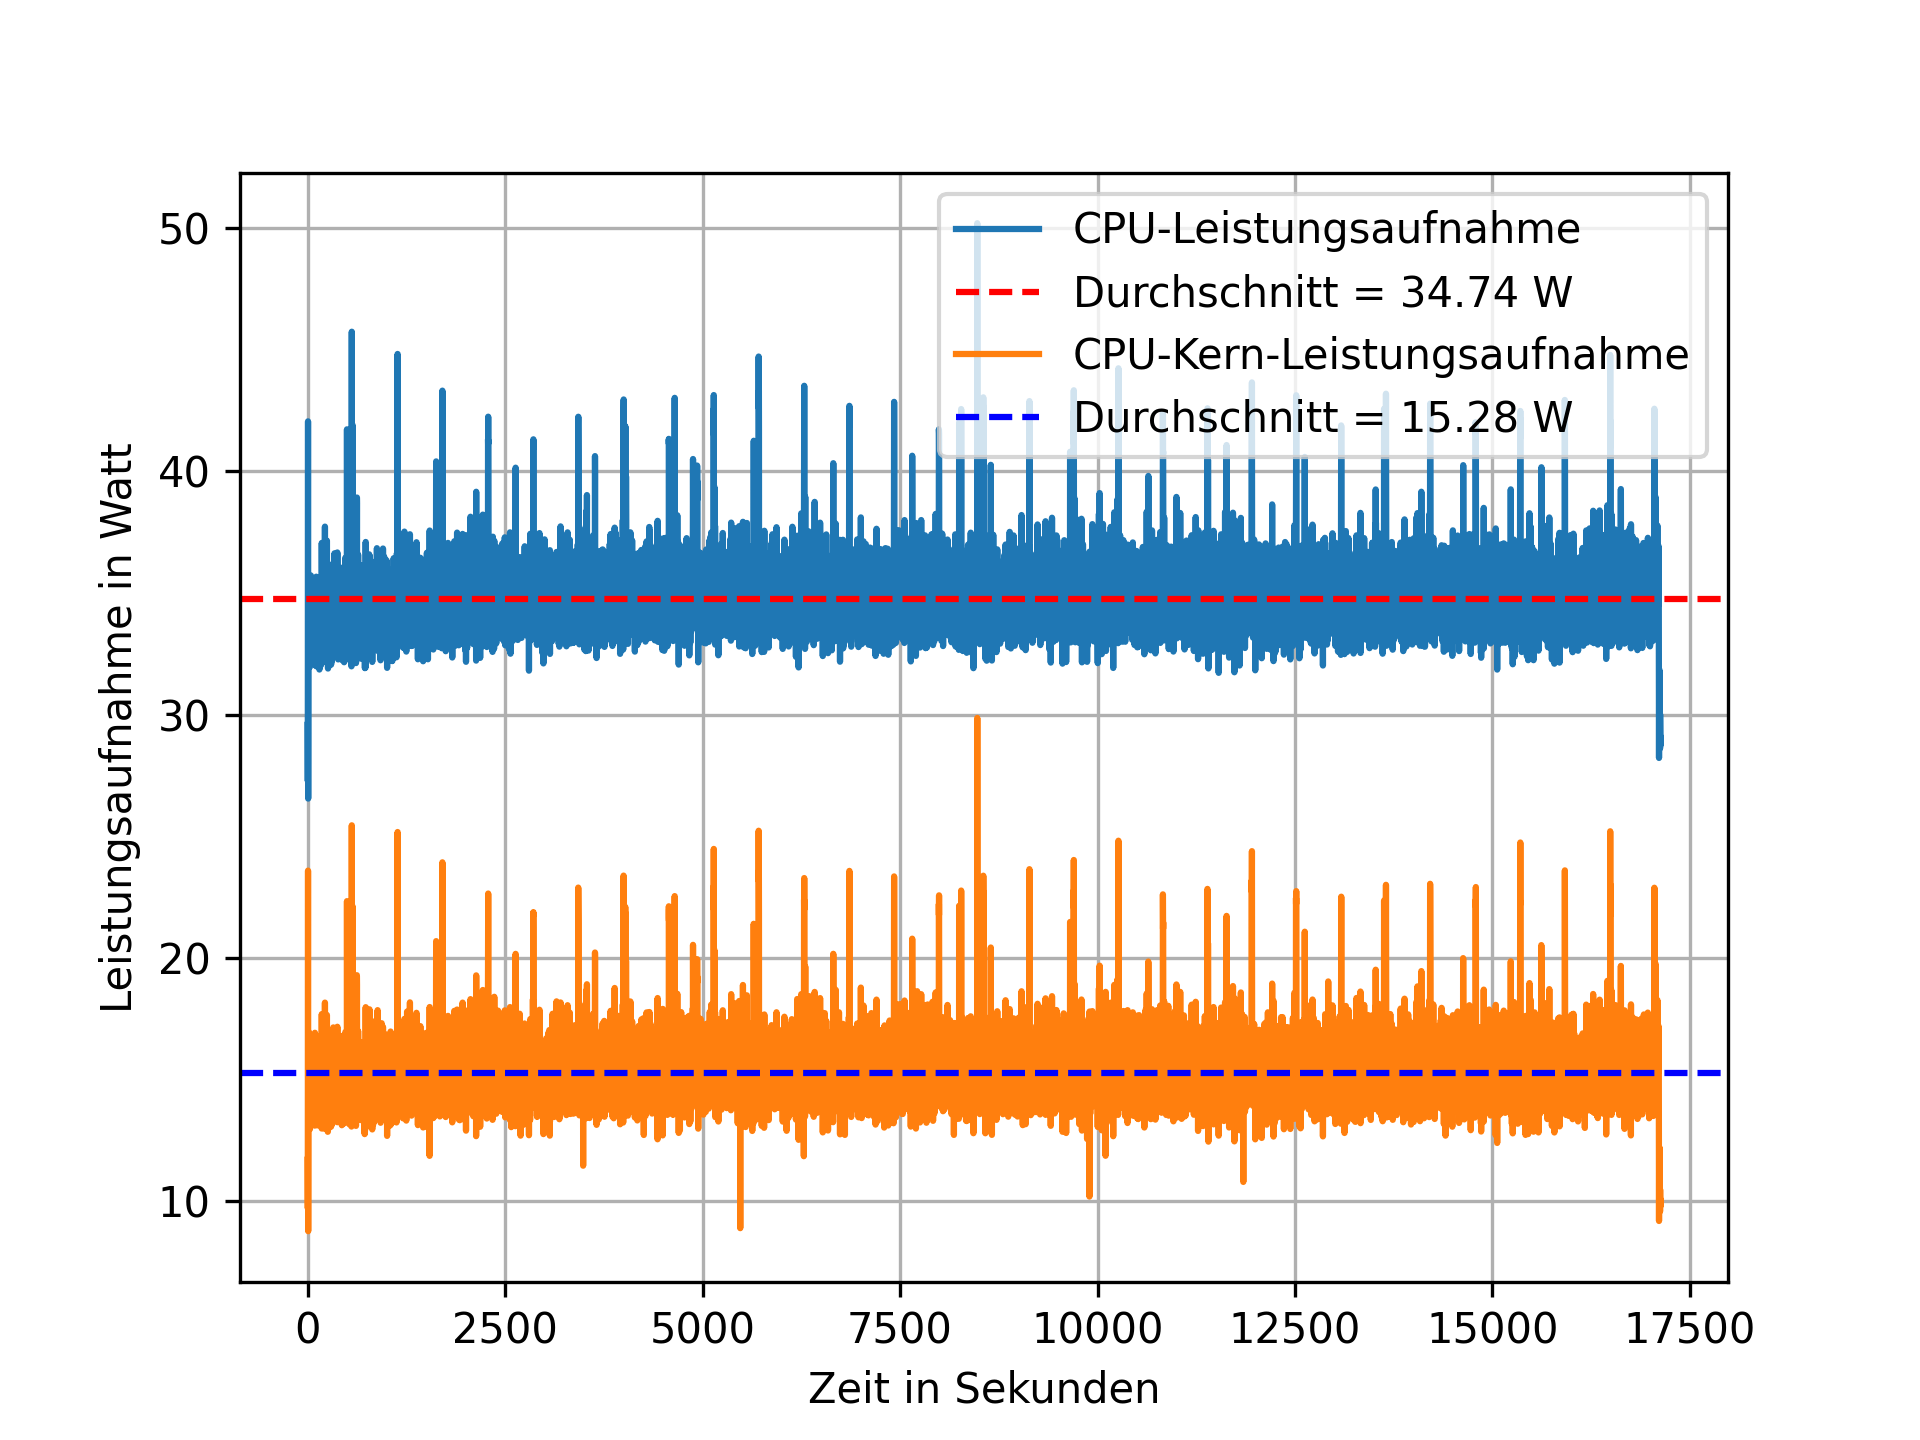 50
40
30
20
10
Leistungsaufnahme in Watt
CPU-Leistungsaufnahme
Durchschnitt = 34.74 W
CPU-Kern-Leistungsaufnahme
Durchschnitt = 15.28 W
0 2500 5000 7500 10000 12500 15000 17500
Zeit in Sekunden